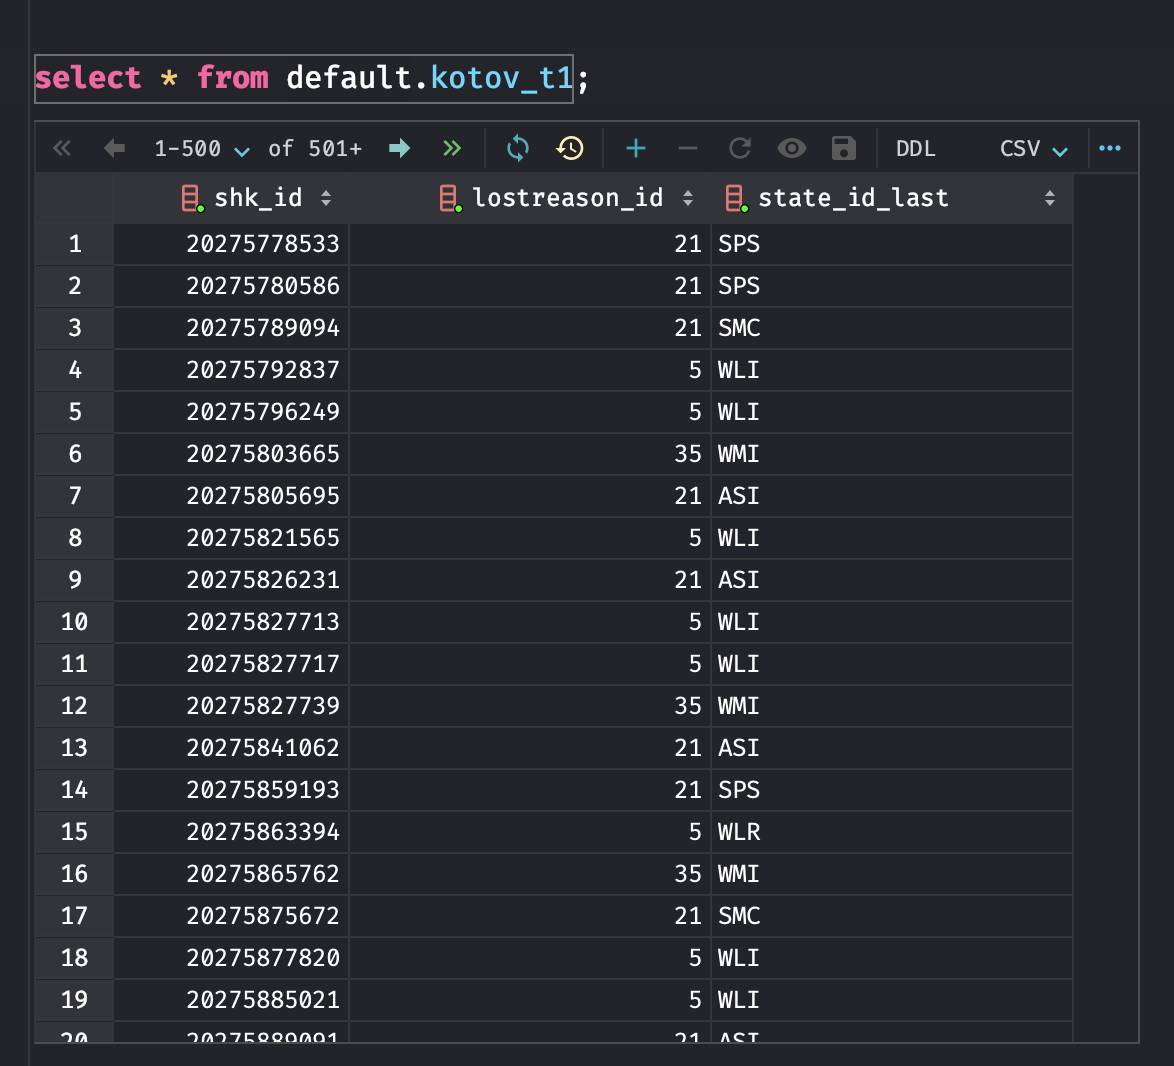 select * from default.kotov_t1;
1-500 of 501+ DDL CSV
shk_id lostreason_id state_id_last
1 20275778533 21 SPS
2 20275780586 21 SPS
3 20275789094 21 SMC
4 20275792837 5 WLI
5 20275796249 5 WLI
6 20275803665 35 WMI
7 20275805695 21 ASI
8 20275821565 5 WLI
9 20275826231 21 ASI
10 20275827713 5 WLI
11 20275827717 5 WLI
12 20275827739 35 WMI
13 20275841062 21 ASI
14 20275859193 21 SPS
15 20275863394 5 WLR
16 20275865762 35 WMI
17 20275875672 21 SMC
18 20275877820 5 WLI
19 20275885021 5 WLI
20 20275889091 21 ASI